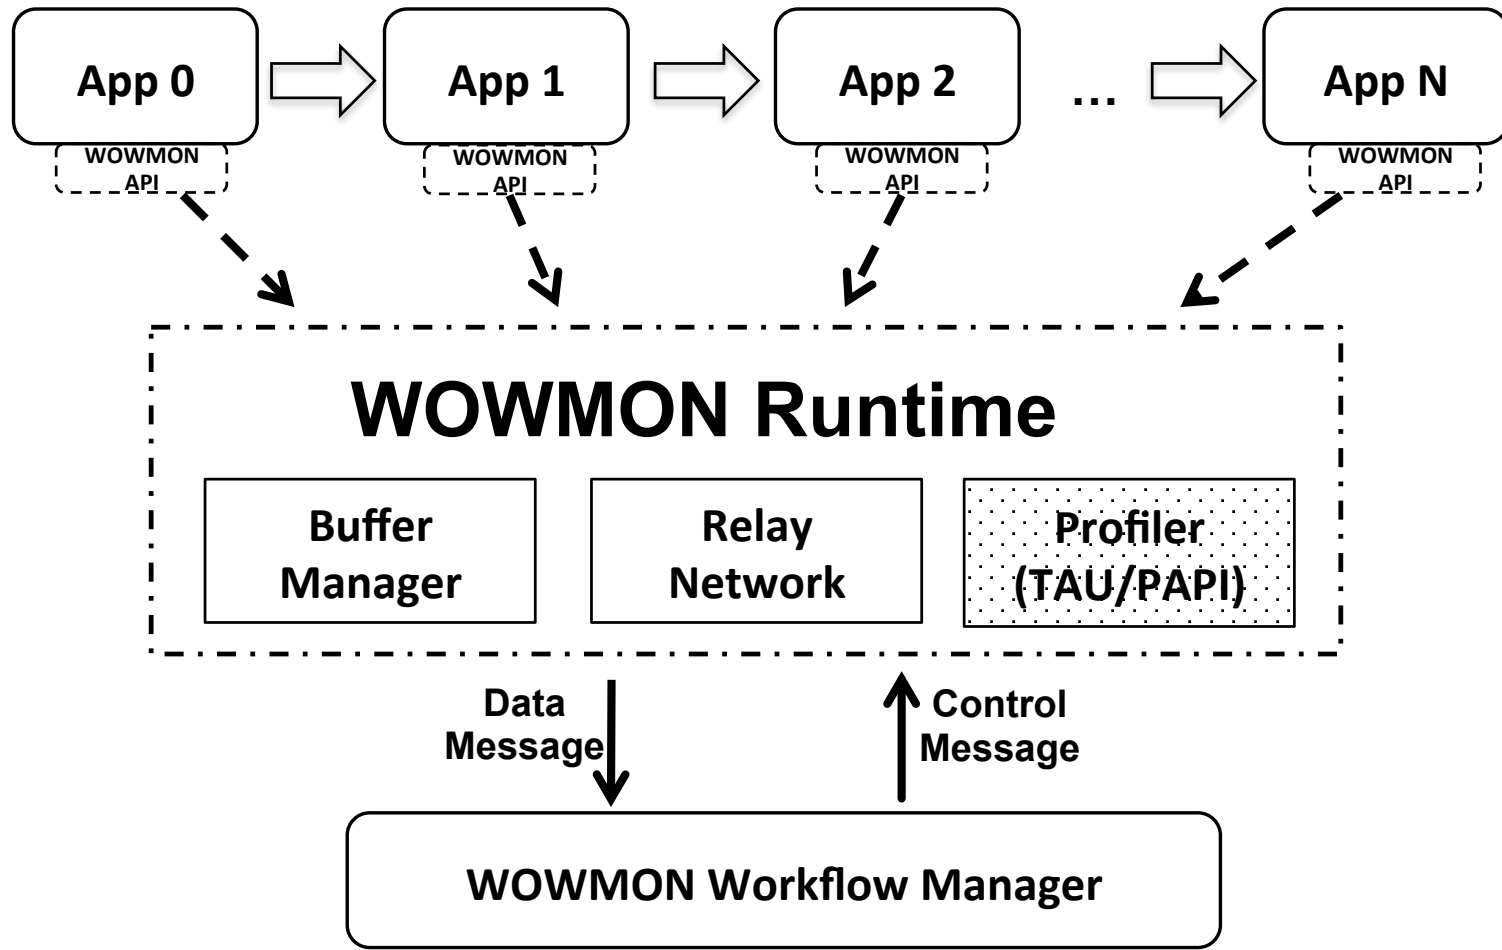 App 0
App 1
App 2
...
App N
WOWMON
API
WOWMON
API
WOWMON
API
WOWMON
API
WOWMON Runtime
Buffer
Manager
Relay
Network
Profiler
(TAU/PAPI)
Data
Message
Control
Message
WOWMON Workflow Manager